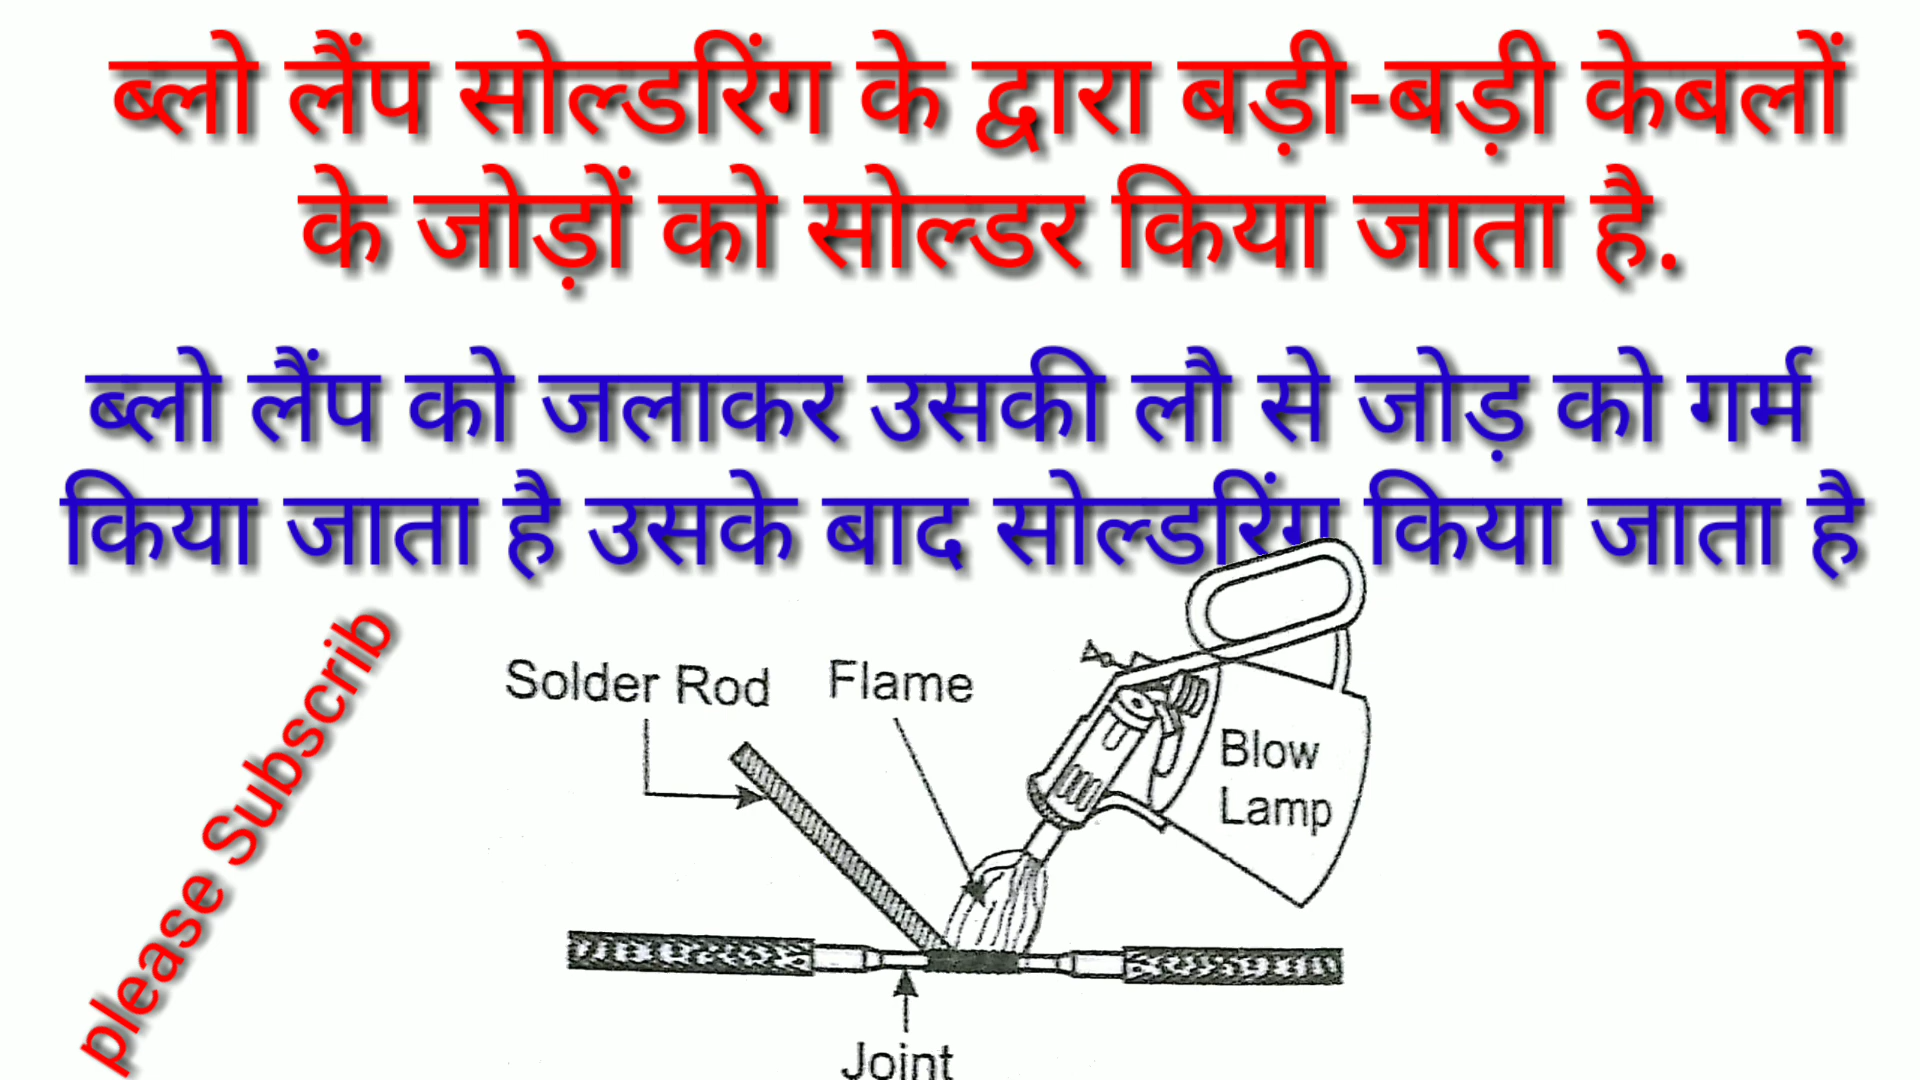 ब्लो लैंप सोल्डरिंग के द्वारा बड़ी-बड़ी केबलों
के जोड़ों को सोल्डर किया जाता है.
ब्लो लैंप को जलाकर उसकी लौ से जोड़ को गर्म
किया जाता है उसके बाद सोल्डरिंग किया जाता है
please Subscrib
Solder Rod
Flame
Blow
Lamp
Joint